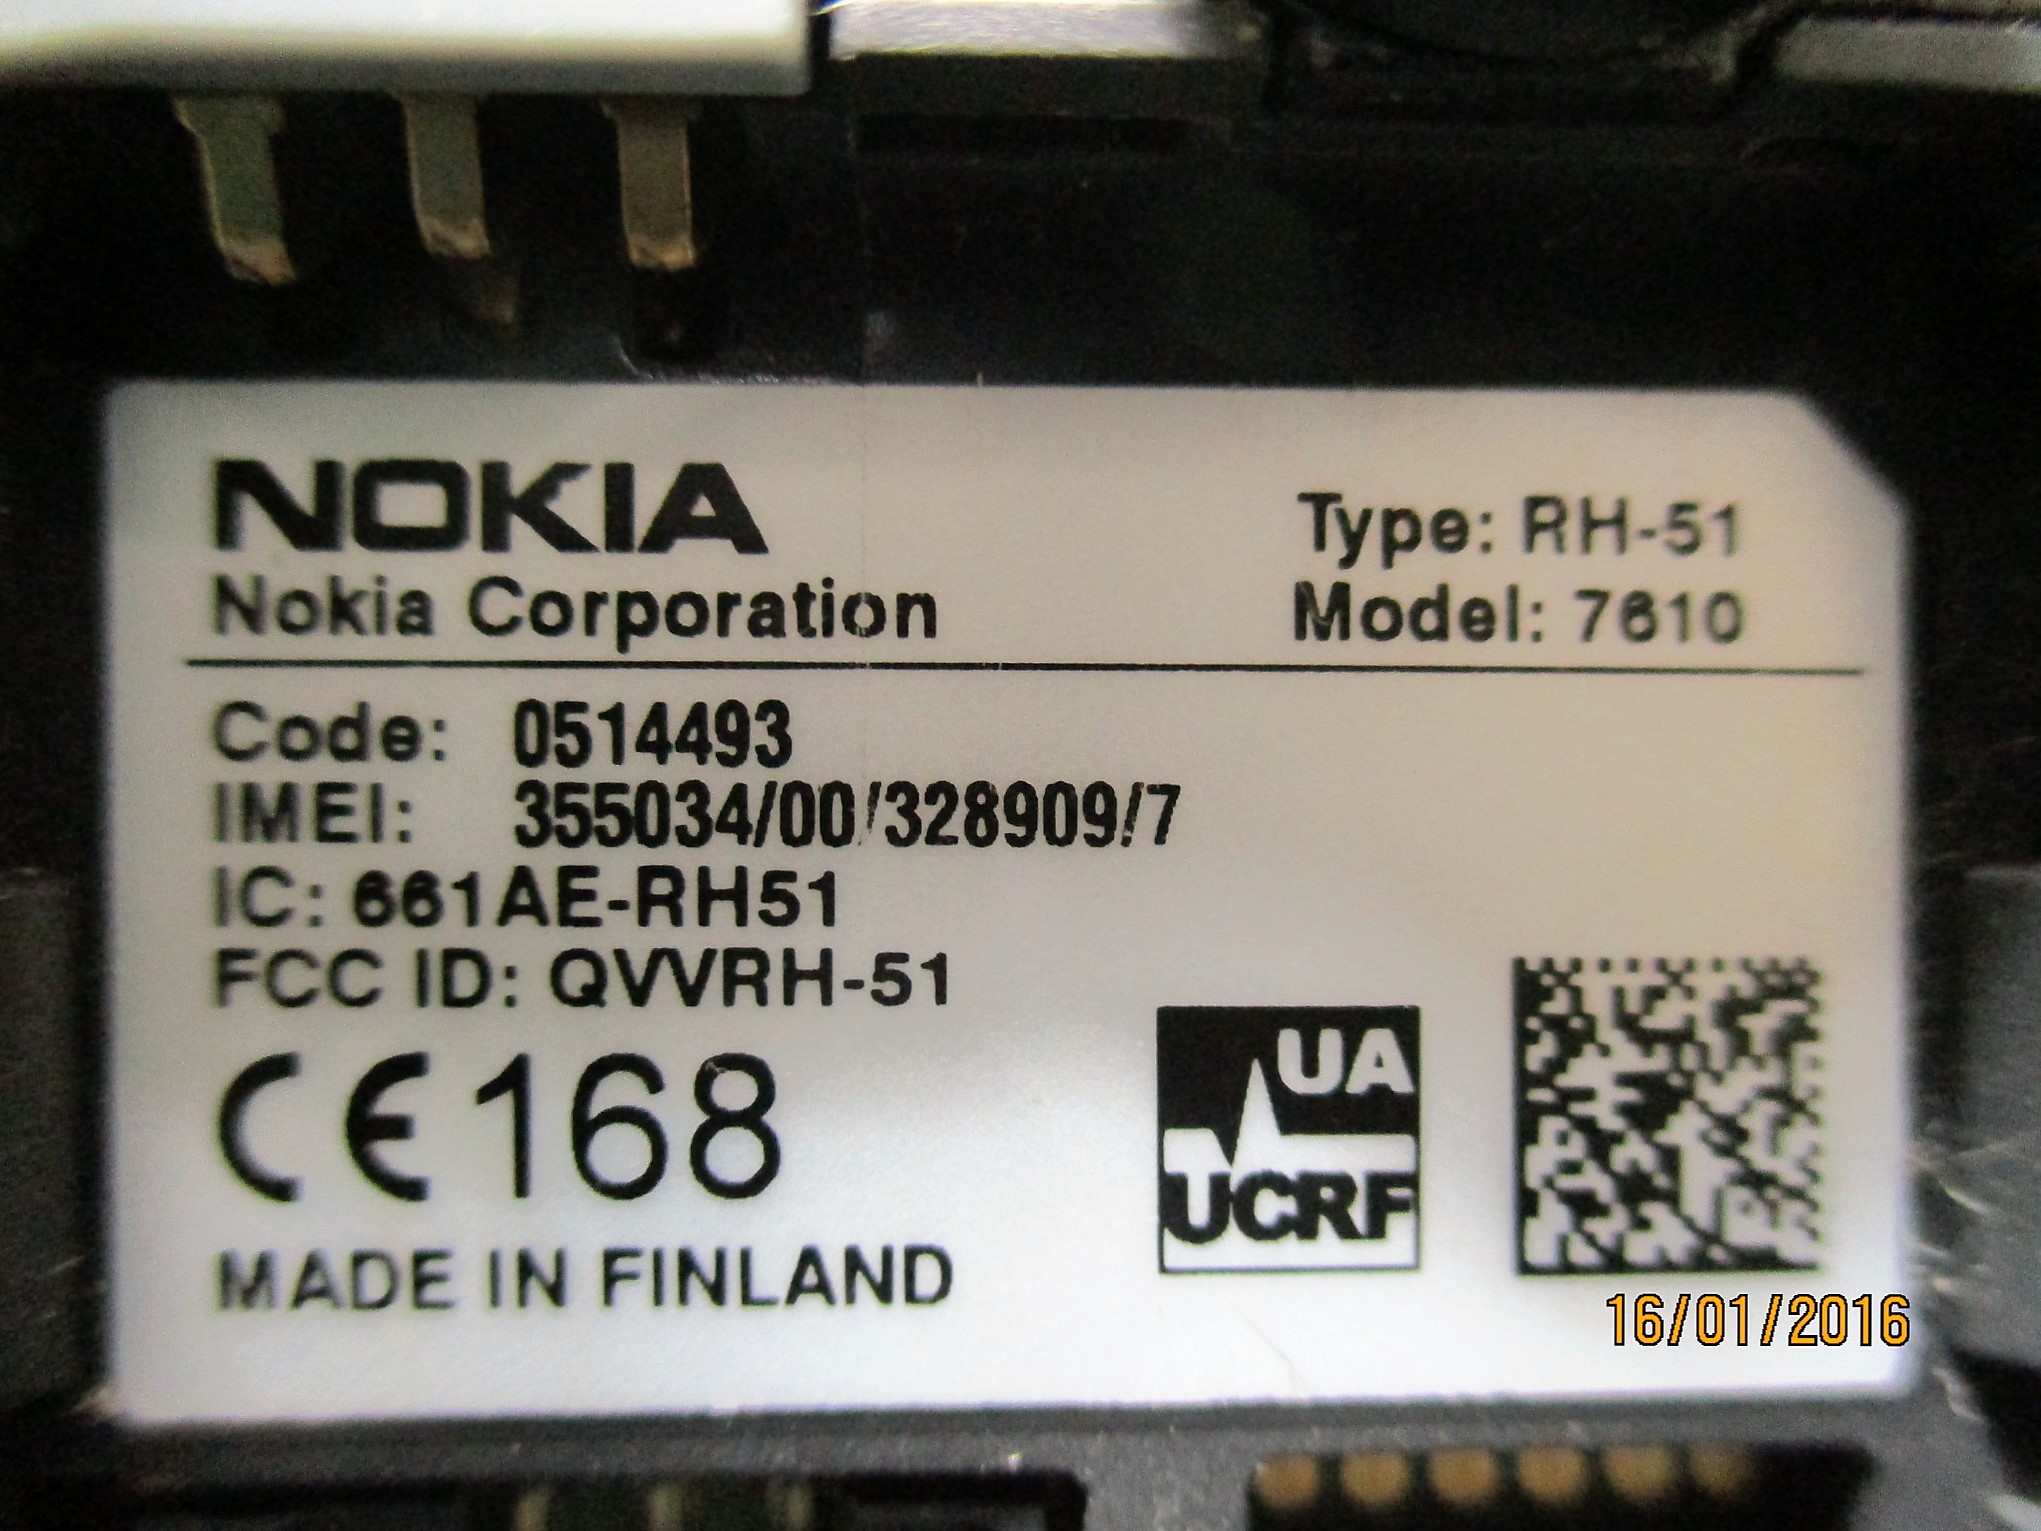 NOKIA
Nokia Corporation
Type: RH-51
Model: 7610
Code: 0514493
IMEI: 355034/00/328909/7
IC: 661AE-RH51
FCC ID: QVVRH-51
CE168
MADE IN FINLAND
UA
UCRF
16/01/2016